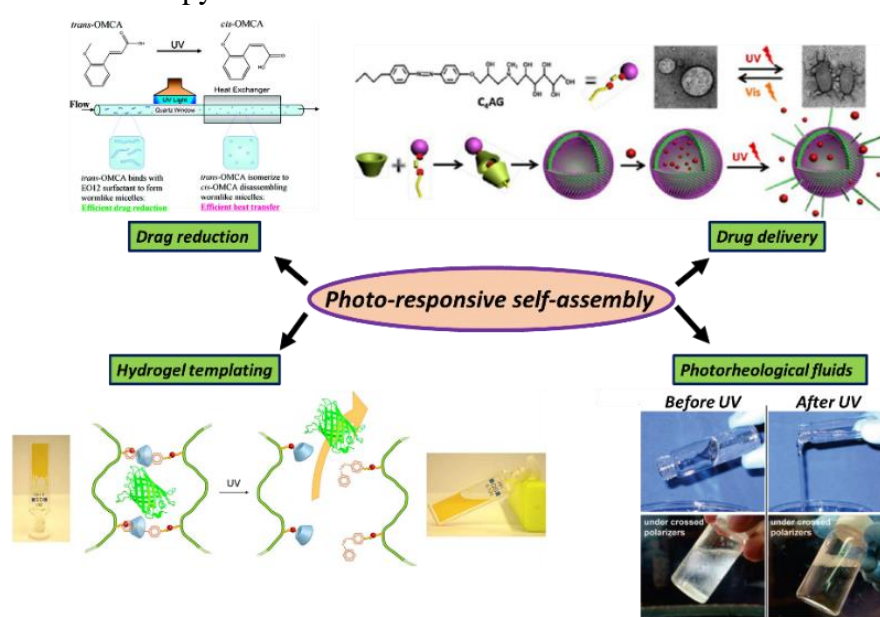 trans-OMCA
cis-OMCA
UV
Flow
UV Light
Quartz Window
Heat Exchanger
trans-OMCA binds with
EO12 surfactant to form
wormlike micelles:
Efficient drag reduction
trans-OMCA isomerize to
cis-OMCA disassembling
wormlike micelles:
Efficient heat transfer
C₆AG
UV
Vis
UV
Drag reduction
Drug delivery
Photo-responsive self-assembly
Hydrogel templating
Photorheological fluids
UV
Before UV
After UV
under crossed
polarizers
under crossed
polarizers